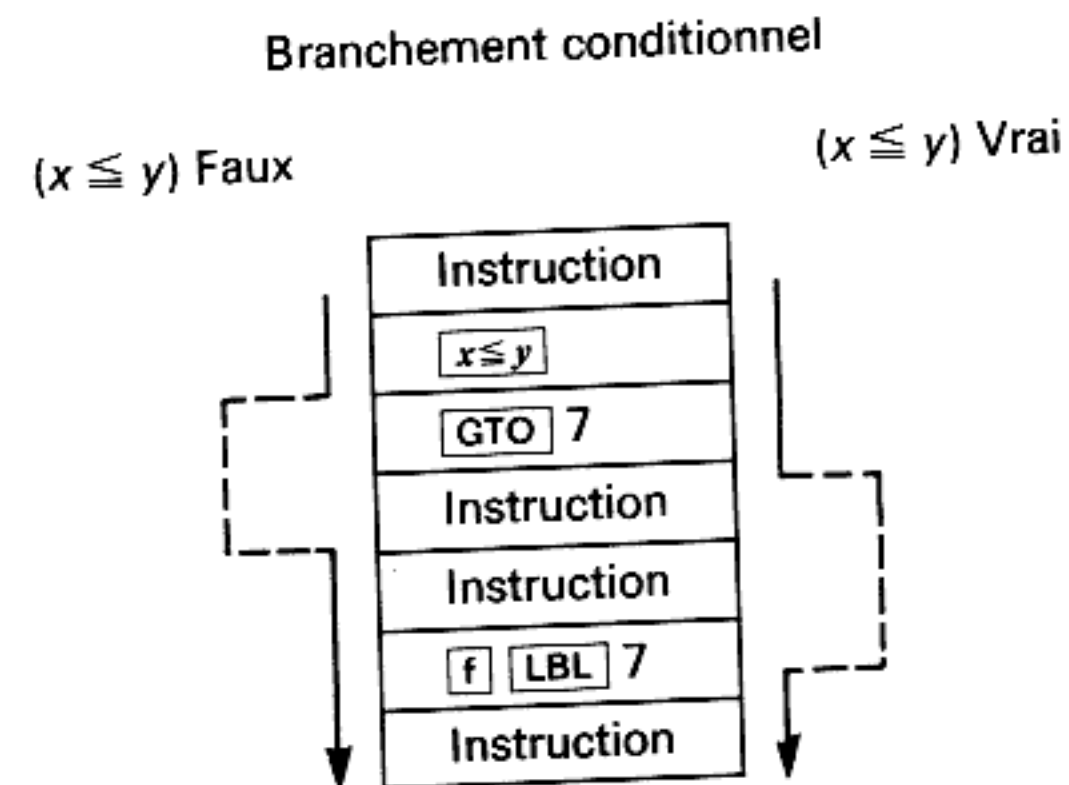 Branchement conditionnel
(x ≦ y) Faux
(x ≦ y) Vrai
Instruction
x≦y
GTO 7
Instruction
Instruction
f LBL 7
Instruction